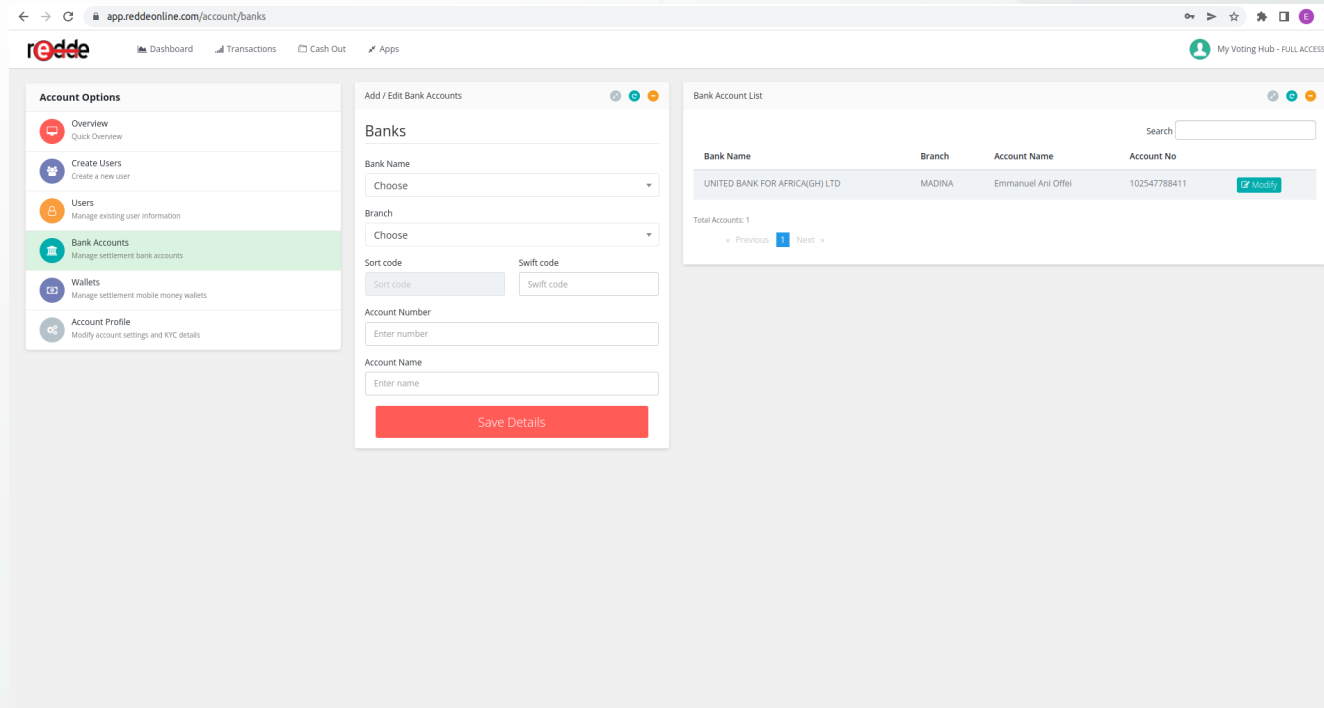 app.reddeonline.com/account/banks
E
redde
Dashboard
Transactions
Cash Out
Apps
My Voting Hub - FULL ACCESS
Account Options
Overview
Quick Overview
Create Users
Create a new user
Users
Manage existing user information
Bank Accounts
Manage settlement bank accounts
Wallets
Manage settlement mobile money wallets
Account Profile
Modify account settings and KYC details
Add / Edit Bank Accounts
Banks
Bank Name
Choose
Branch
Choose
Sort code Swift code
Sort code Swift code
Account Number
Enter number
Account Name
Enter name
Save Details
Bank Account List
Search
Bank Name Branch Account Name Account No
UNITED BANK FOR AFRICA(GH) LTD MADINA Emmanuel Ani Offei 102547788411 Modify
Total Accounts: 1
« Previous 1 Next »